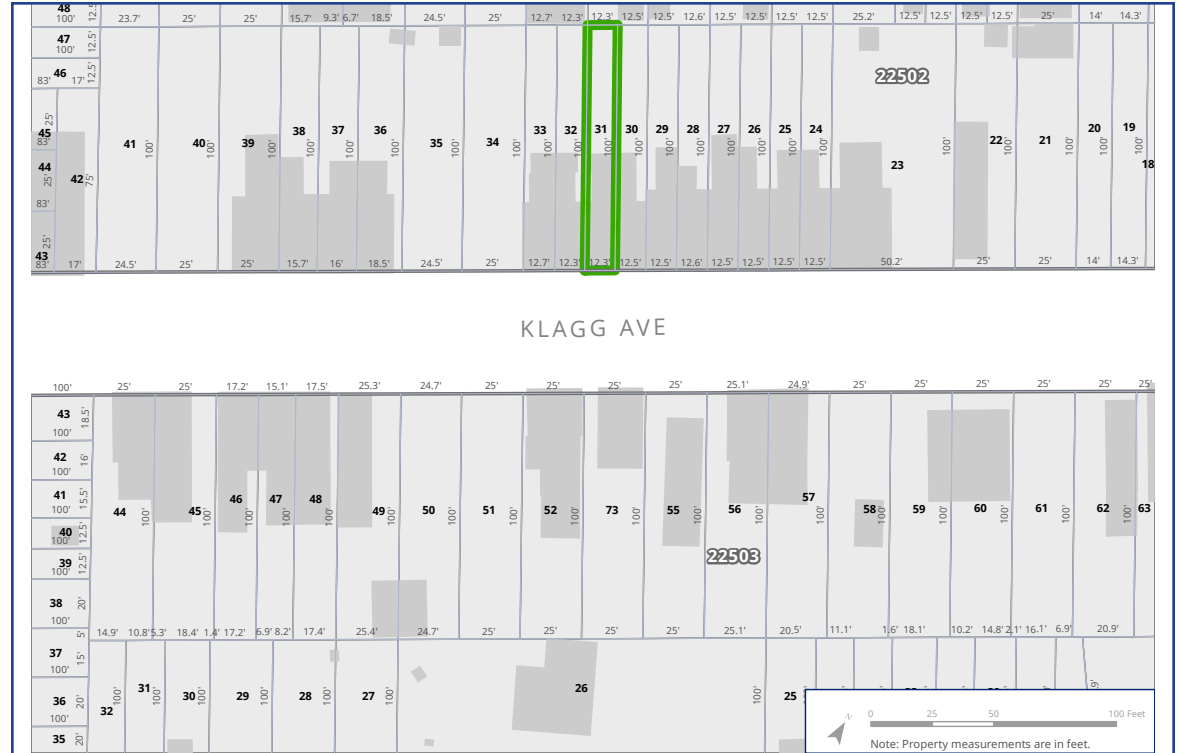 48 23.7' 25' 25' 15.7' 9.3' 6.7' 18.5' 24.5' 25' 12.7' 12.3' 12.3' 12.5' 12.5' 12.6' 12.5' 12.5' 12.5' 12.5' 25.2' 12.5' 12.5' 12.5' 12.5' 25' 14' 14.3'
47 100' 12.5'
46 83' 17' 12.5'
22502
45 83' 25'
44 25' 83'
42 75'
43 25' 83' 17'
41 100' 40 100' 39 100' 38 100' 37 100' 36 100' 35 100' 34 100' 33 100' 32 100' 31 100' 30 100' 29 100' 28 100' 27 100' 26 100' 25 100' 24 100' 23 100' 22 100' 21 100' 20 100' 19 100' 18
24.5' 25' 25' 15.7' 16' 18.5' 24.5' 25' 12.7' 12.3' 12.3' 12.5' 12.5' 12.6' 12.5' 12.5' 12.5' 12.5' 50.2' 25' 25' 14' 14.3'
KLAGG AVE
100' 25' 25' 17.2' 15.1' 17.5' 25.3' 24.7' 25' 25' 25' 25' 25.1' 24.9' 25' 25' 25' 25' 25' 25'
43 100' 18.5'
42 100' 16'
41 100' 15.5'
40 100' 12.5'
39 100' 12.5'
38 100' 20'
44 100' 45 100' 46 100' 47 100' 48 100' 49 100' 50 100' 51 100' 52 100' 73 100' 55 100' 56 100' 57 100' 58 100' 59 100' 60 100' 61 100' 62 100' 63
22503
5' 14.9' 10.8' 5.3' 18.4' 1.4' 17.2' 6.9' 8.2' 17.4' 25.4' 24.7' 25' 25' 25' 25.1' 20.5' 11.1' 1.6' 18.1' 10.2' 14.8' 2.1' 16.1' 6.9' 20.9'
37 100' 15'
36 100' 20'
35 20'
32 100' 31 100' 30 100' 29 100' 28 100' 27 100' 26 100' 25
N 0 25 50 100 Feet
Note: Property measurements are in feet.